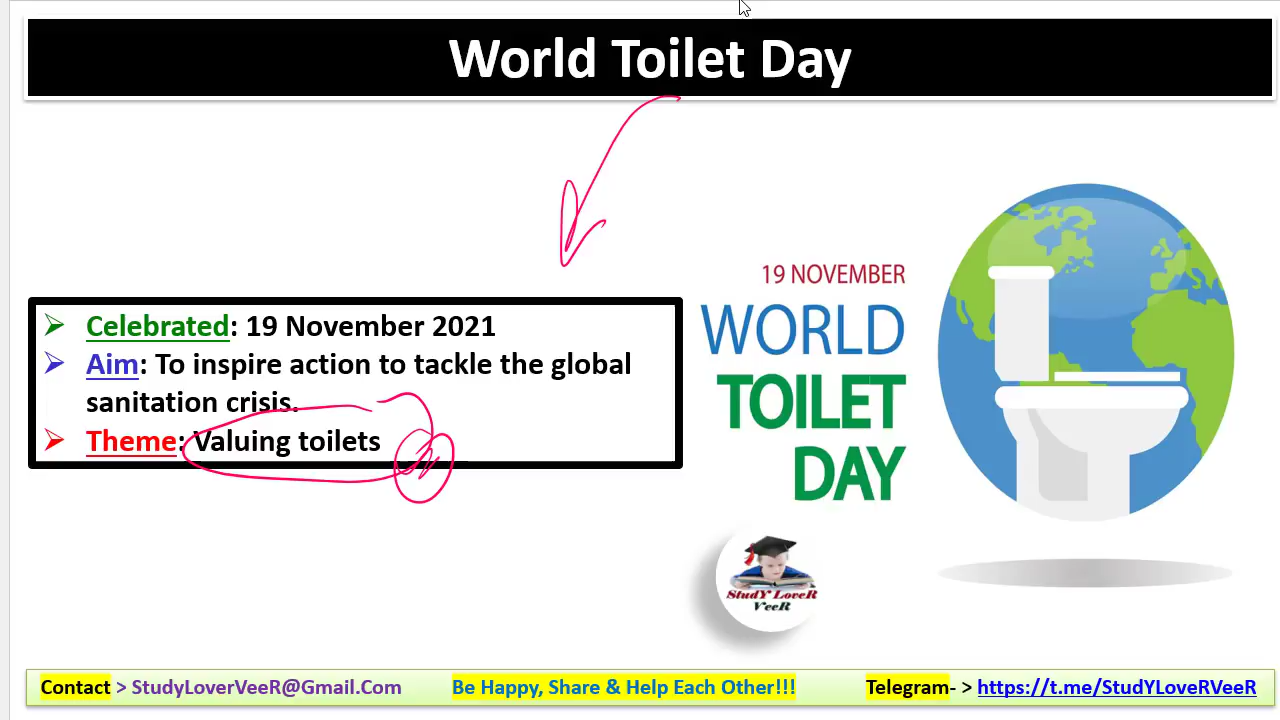 World Toilet Day
Celebrated: 19 November 2021
Aim: To inspire action to tackle the global
sanitation crisis.
Theme: Valuing toilets
19 NOVEMBER
WORLD
TOILET
DAY
StudY LoveR
VeeR
Contact > StudyLoverVeeR@Gmail.Com
Be Happy, Share & Help Each Other!!!
Telegram- > https://t.me/StudYLoveRVeeR